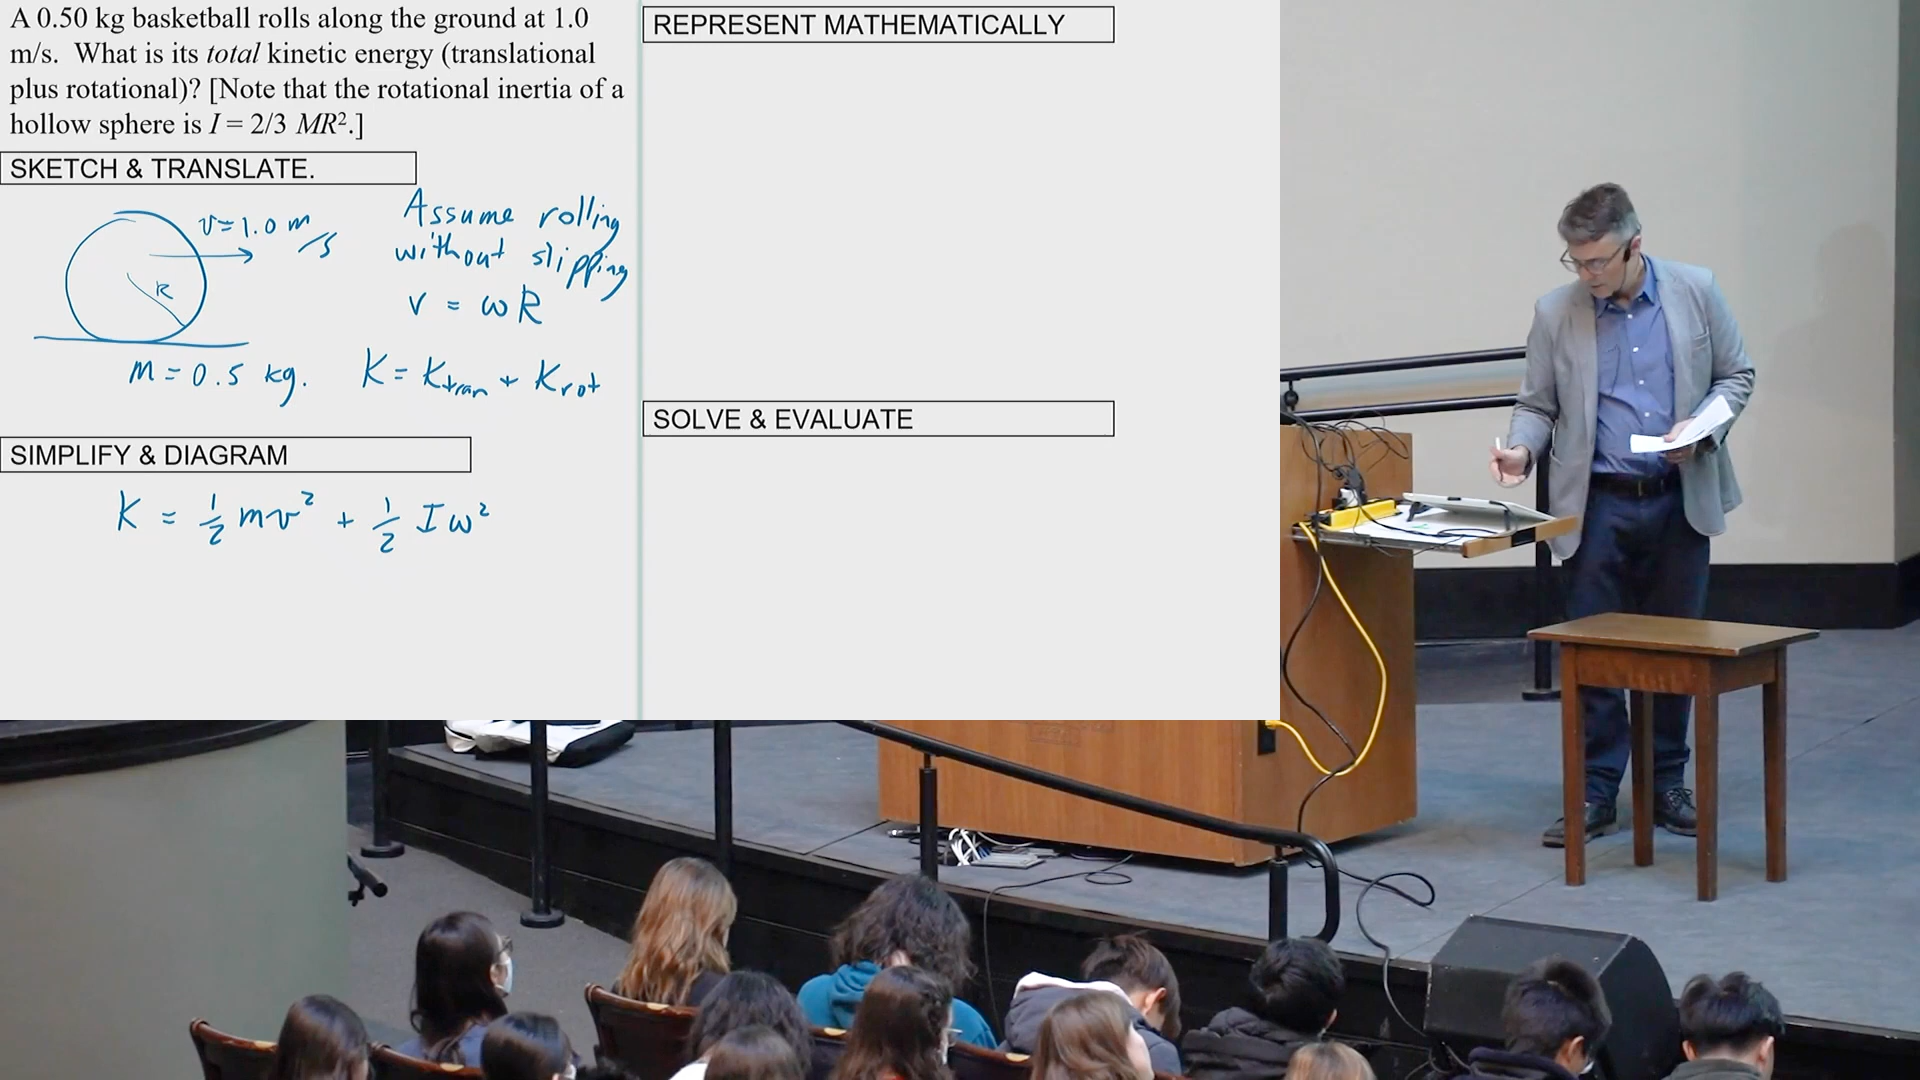 A 0.50 kg basketball rolls along the ground at 1.0
m/s. What is its total kinetic energy (translational
plus rotational)? [Note that the rotational inertia of a
hollow sphere is I = 2/3 MR².]
SKETCH & TRANSLATE.
v = 1.0 m/s
R
m = 0.5 kg.
Assume rolling
without slipping
v = ωR
K = Ktran + Krot
SIMPLIFY & DIAGRAM
K = 1/2 mv² + 1/2 Iω²
REPRESENT MATHEMATICALLY
SOLVE & EVALUATE